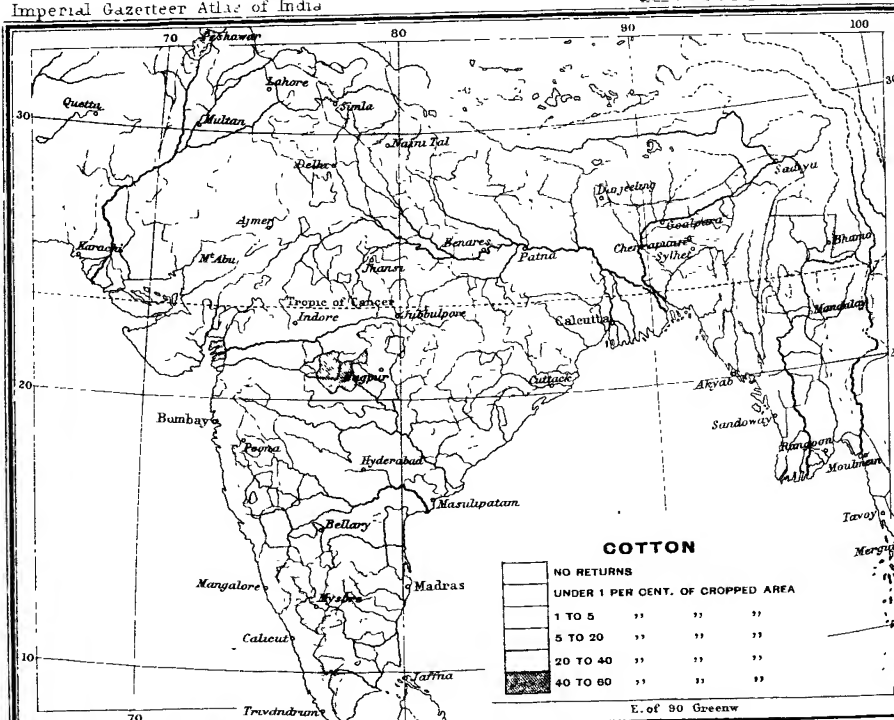 Imperial Gazetteer Atlas of India
70 80 90 100
Peshawar
Lahore
Quetta
Simla
30
Multan
30
Naini Tal
Delhi
Sadiya
Darjeeling
Ajmer
Goalpara
Karachi
Benares
Cherrapunji
Bhamo
Mt Abu
Jhansi
Patna
Sylhet
Tropic of Cancer
Indore
Jubbulpore
Calcutta
Mandalay
Nagpur
20
Cuttack
Akyab
Bombay
Sandoway
Poona
Rangoon
Hyderabad
Moulmein
Masulipatam
Bellary
Tavoy
COTTON
Mergui
NO RETURNS
UNDER 1 PER CENT. OF CROPPED AREA
Mangalore
Madras
Mysore
1 TO 5 " " "
Calicut
5 TO 20 " " "
10
20 TO 40 " " "
Jaffna
40 TO 60 " " "
Trivandrum
E. of 90 Greenw
70